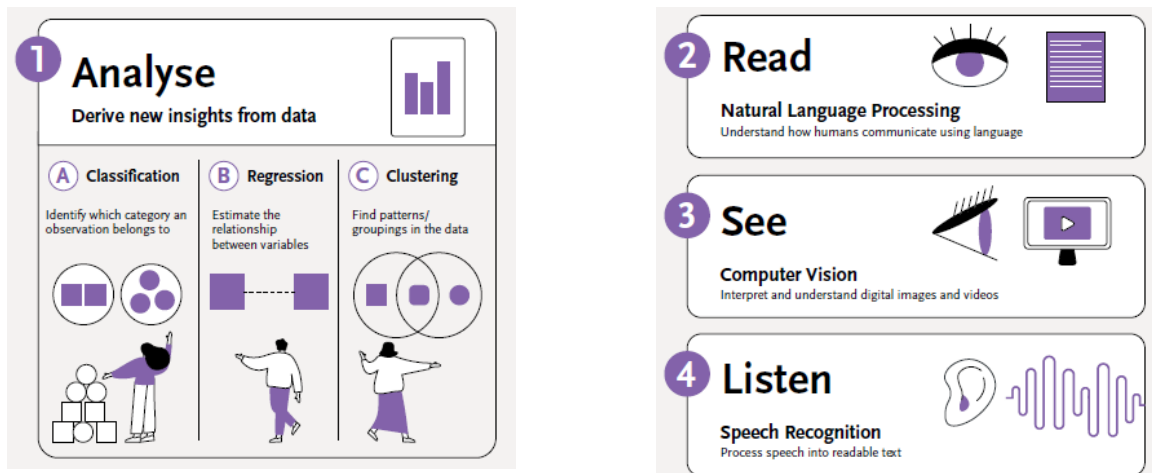 1
Analyse
Derive new insights from data
A Classification
Identify which category an
observation belongs to
B Regression
Estimate the
relationship
between variables
C Clustering
Find patterns/
groupings in the data
2
Read
Natural Language Processing
Understand how humans communicate using language
3
See
Computer Vision
Interpret and understand digital images and videos
4
Listen
Speech Recognition
Process speech into readable text